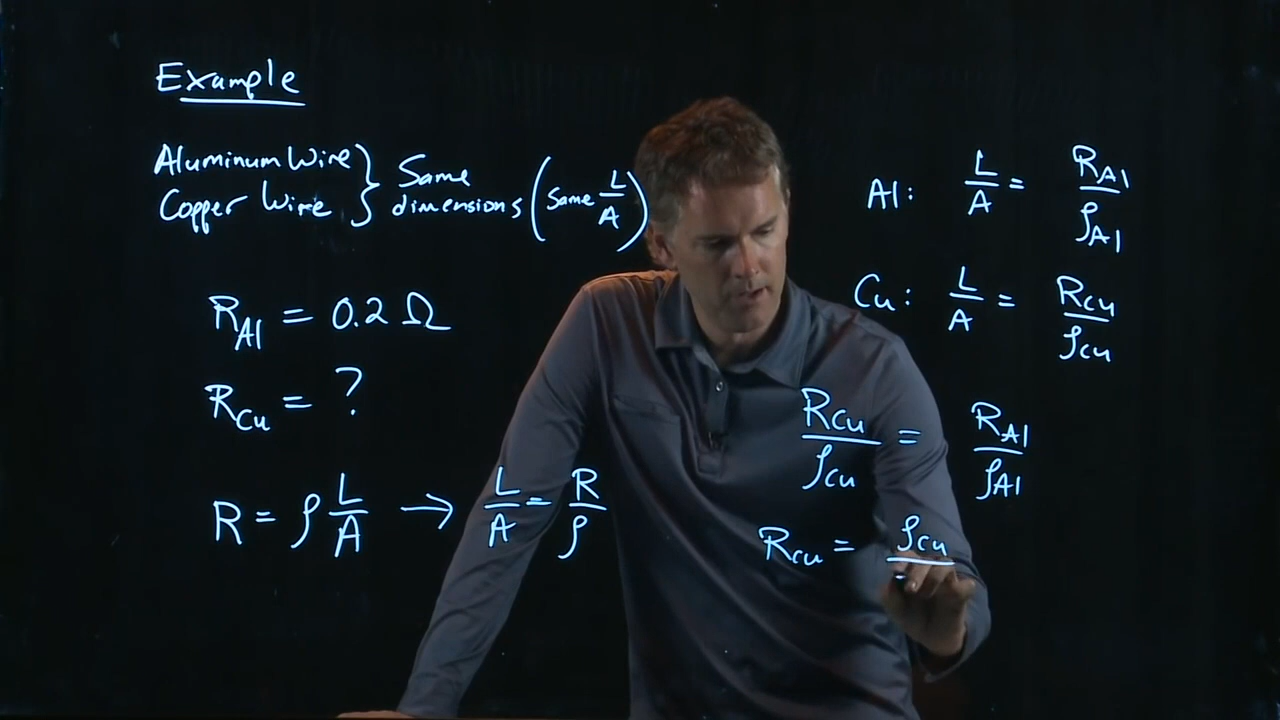 Example
Aluminum Wire } Same
Copper Wire } dimensions (Same L/A)
R_Al = 0.2 Ω
R_Cu = ?
R = ρ L/A → L/A = R/ρ
Al: L/A = R_Al/ρ_Al
Cu: L/A = R_Cu/ρ_Cu
R_Cu/ρ_Cu = R_Al/ρ_Al
R_Cu = ρ_Cu/